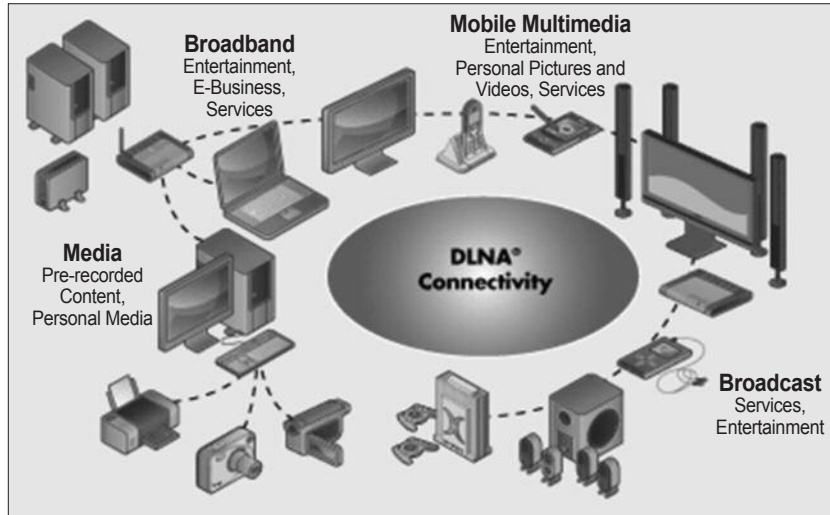 Broadband
Entertainment,
E-Business,
Services
Mobile Multimedia
Entertainment,
Personal Pictures and
Videos, Services
Media
Pre-recorded
Content,
Personal Media
DLNA®
Connectivity
Broadcast
Services,
Entertainment